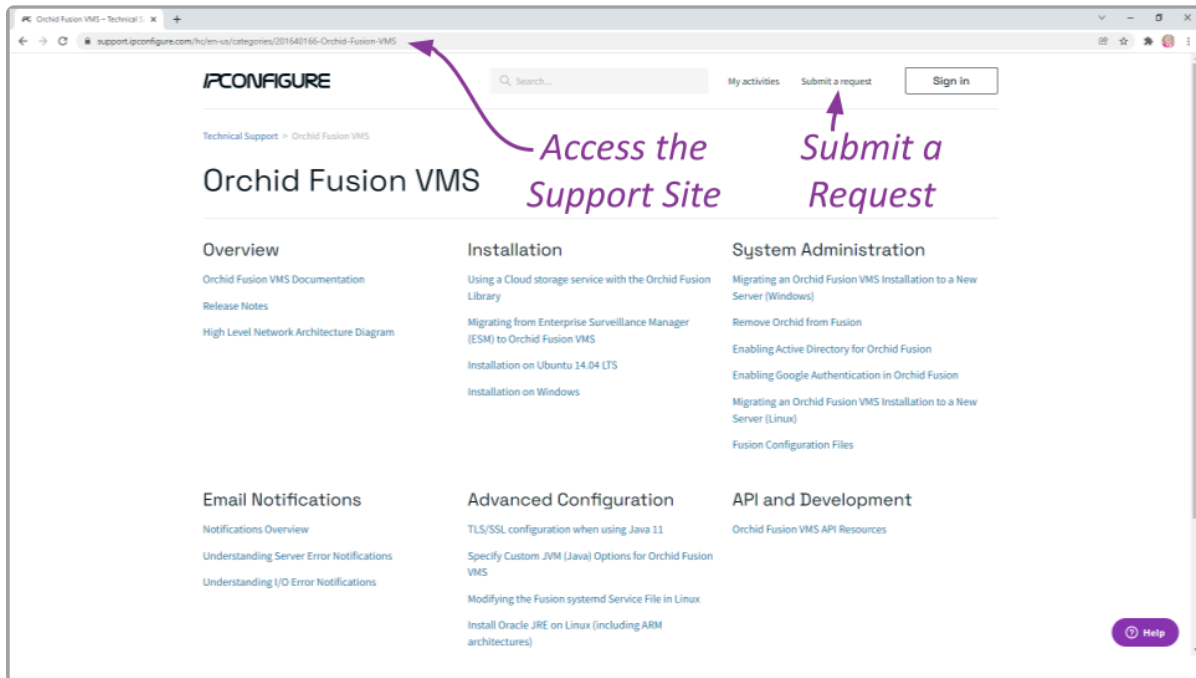 Orchid Fusion VMS – Technical S
support.ipconfigure.com/hc/en-us/categories/201640166-Orchid-Fusion-VMS
IPCONFIGURE
Search...
My activities
Submit a request
Sign in
Technical Support > Orchid Fusion VMS
Access the
Support Site
Submit a
Request
Orchid Fusion VMS
Overview
Orchid Fusion VMS Documentation
Release Notes
High Level Network Architecture Diagram
Installation
Using a Cloud storage service with the Orchid Fusion
Library
Migrating from Enterprise Surveillance Manager
(ESM) to Orchid Fusion VMS
Installation on Ubuntu 14.04 LTS
Installation on Windows
System Administration
Migrating an Orchid Fusion VMS Installation to a New
Server (Windows)
Remove Orchid from Fusion
Enabling Active Directory for Orchid Fusion
Enabling Google Authentication in Orchid Fusion
Migrating an Orchid Fusion VMS Installation to a New
Server (Linux)
Fusion Configuration Files
Email Notifications
Notifications Overview
Understanding Server Error Notifications
Understanding I/O Error Notifications
Advanced Configuration
TLS/SSL configuration when using Java 11
Specify Custom JVM (Java) Options for Orchid Fusion
VMS
Modifying the Fusion systemd Service File in Linux
Install Oracle JRE on Linux (including ARM
architectures)
API and Development
Orchid Fusion VMS API Resources
Help